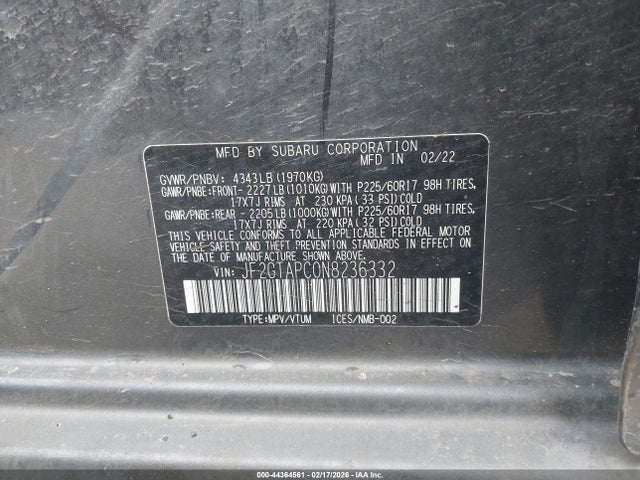 MFD BY SUBARU CORPORATION
MFD IN 02/22
GVWR/PNBV: 4343LB(1970KG)
GAWR/PNBE:FRONT- 2227LB(1010KG)WITH P225/60R17 98H TIRES,
17X7J RIMS AT 230 KPA(33 PSI)COLD
GAWR/PNBE:REAR - 2205LB(1000KG)WITH P225/60R17 98H TIRES,
17X7J RIMS AT 220 KPA(32 PSI)COLD
THIS VEHICLE CONFORMS TO ALL APPLICABLE FEDERAL MOTOR
VEHICLE SAFETY AND THEFT PREVENTION STANDARDS IN EFFECT
ON THE DATE OF MANUFACTURE SHOWN ABOVE.
VIN: JF2GTAPC0N8236332
TYPE:MPV/VTUM ICES/NMB-002
000-44364561 - 02/17/2026 - IAAI.COM